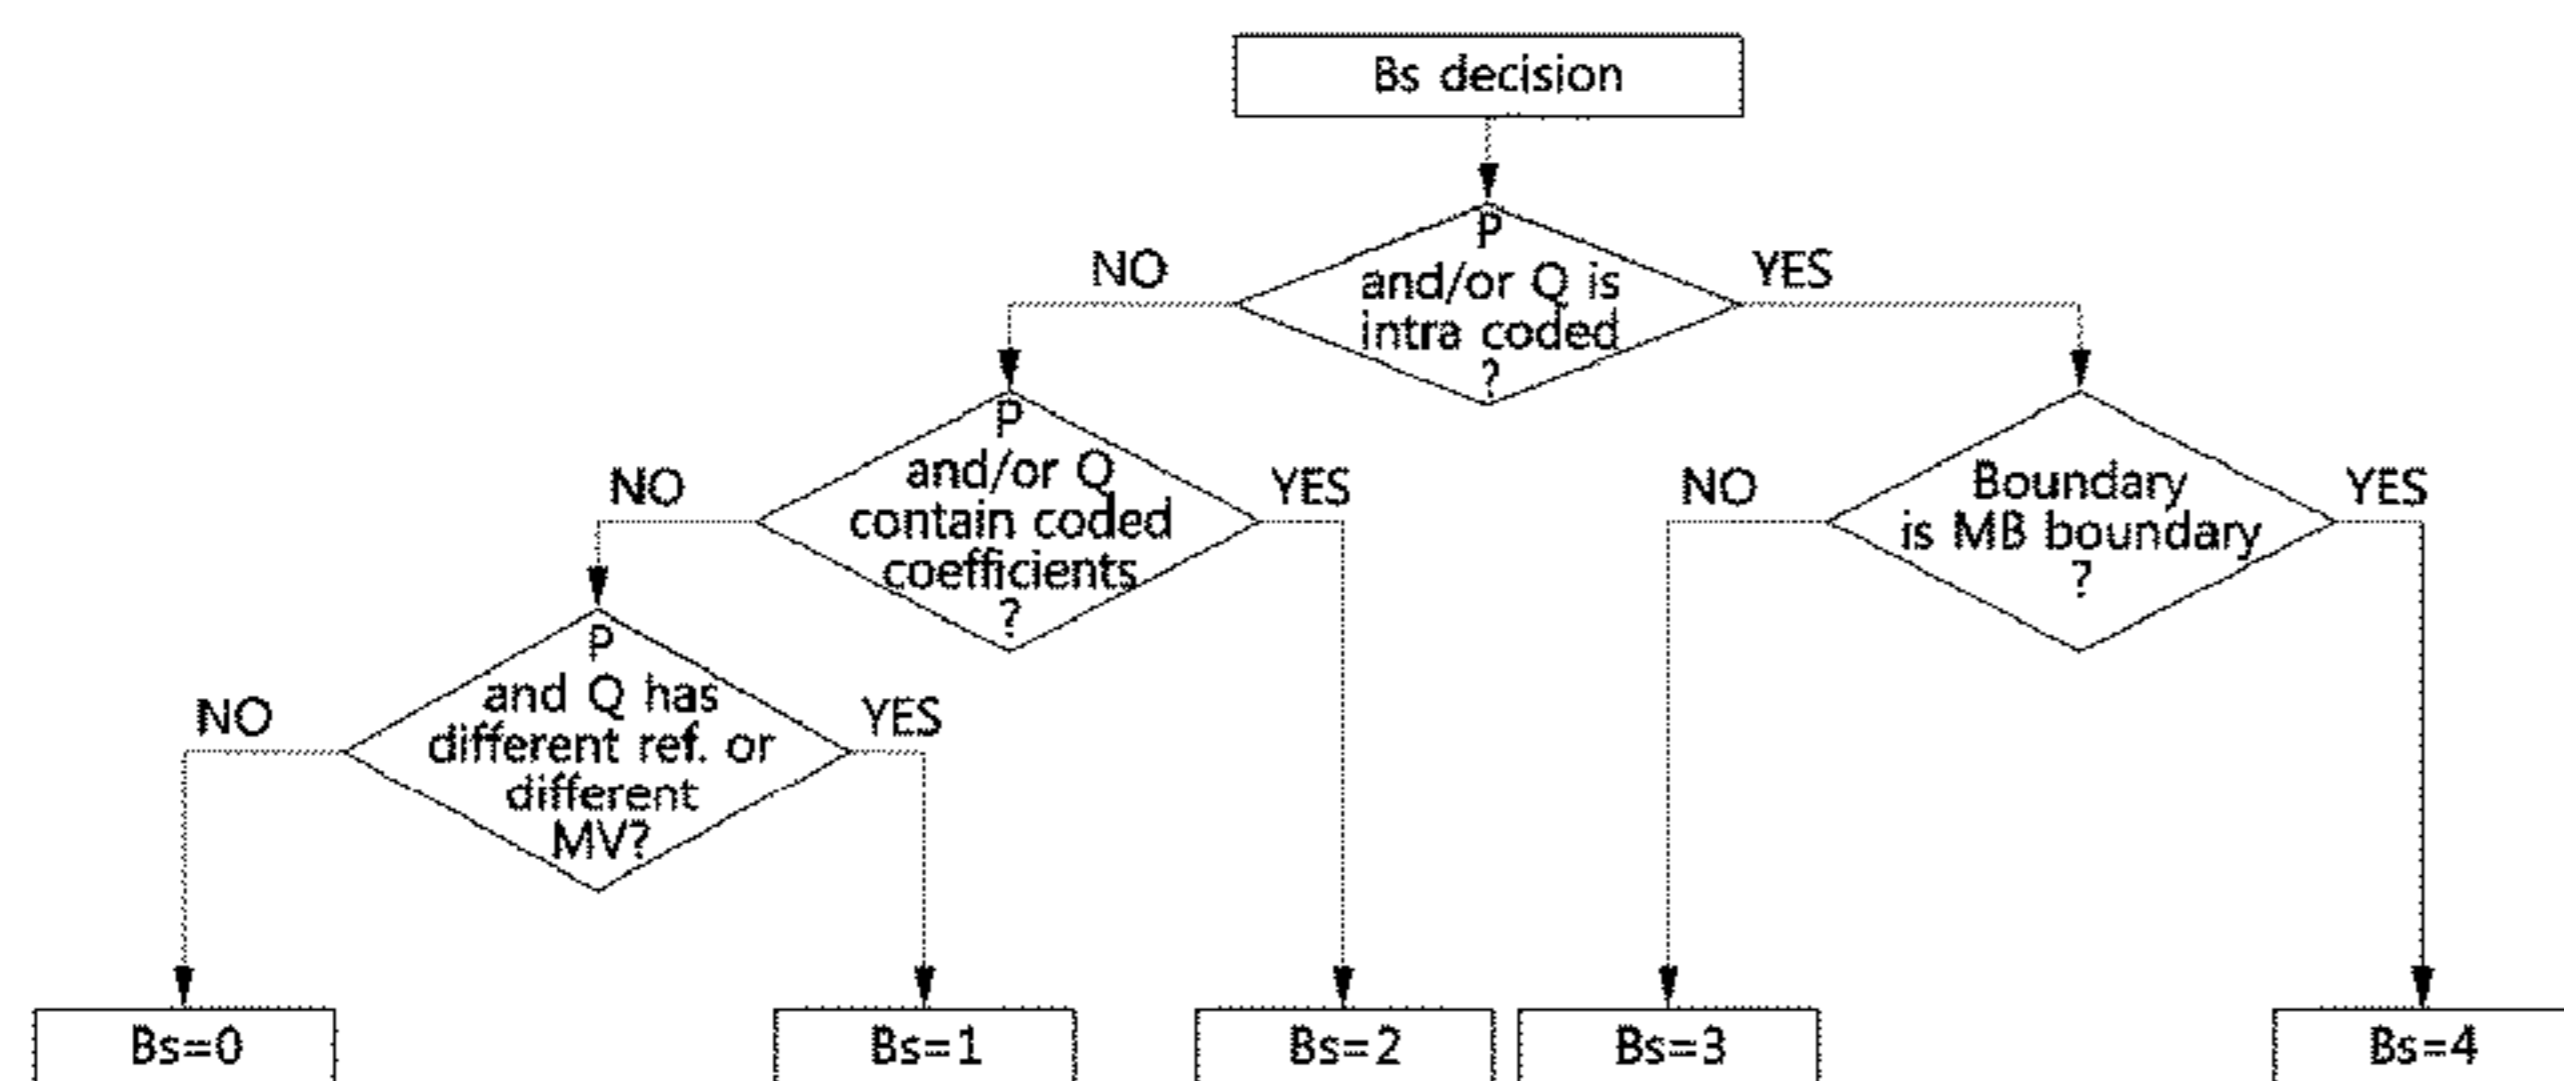 Bs decision
P
and/or Q is
intra coded
?
NO
YES
P
and/or Q
contain coded
coefficients
?
NO
YES
Boundary
is MB boundary
?
NO
YES
P
and Q has
different ref. or
different
MV?
NO
YES
Bs=0
Bs=1
Bs=2
Bs=3
Bs=4